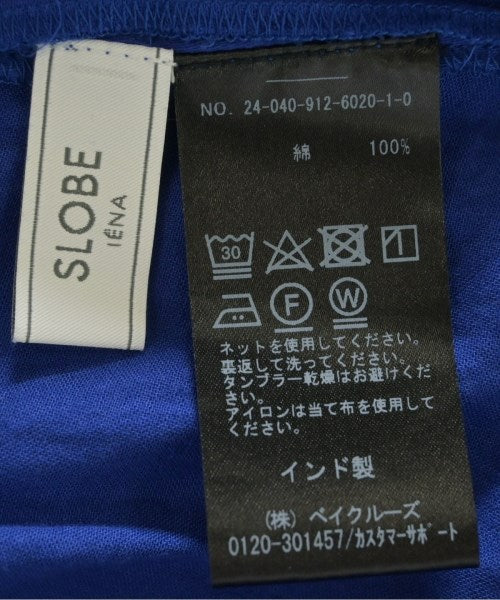 SLOBE
IÉNA
NO. 24-040-912-6020-1-0
綿 100%
30
F W
ネットを使用してください。
裏返して洗ってください。
タンブラー乾燥はお避けくだ
さい。
アイロンは当て布を使用して
ください。
インド製
(株) ベイクルーズ
0120-301457/カスタマーサポート